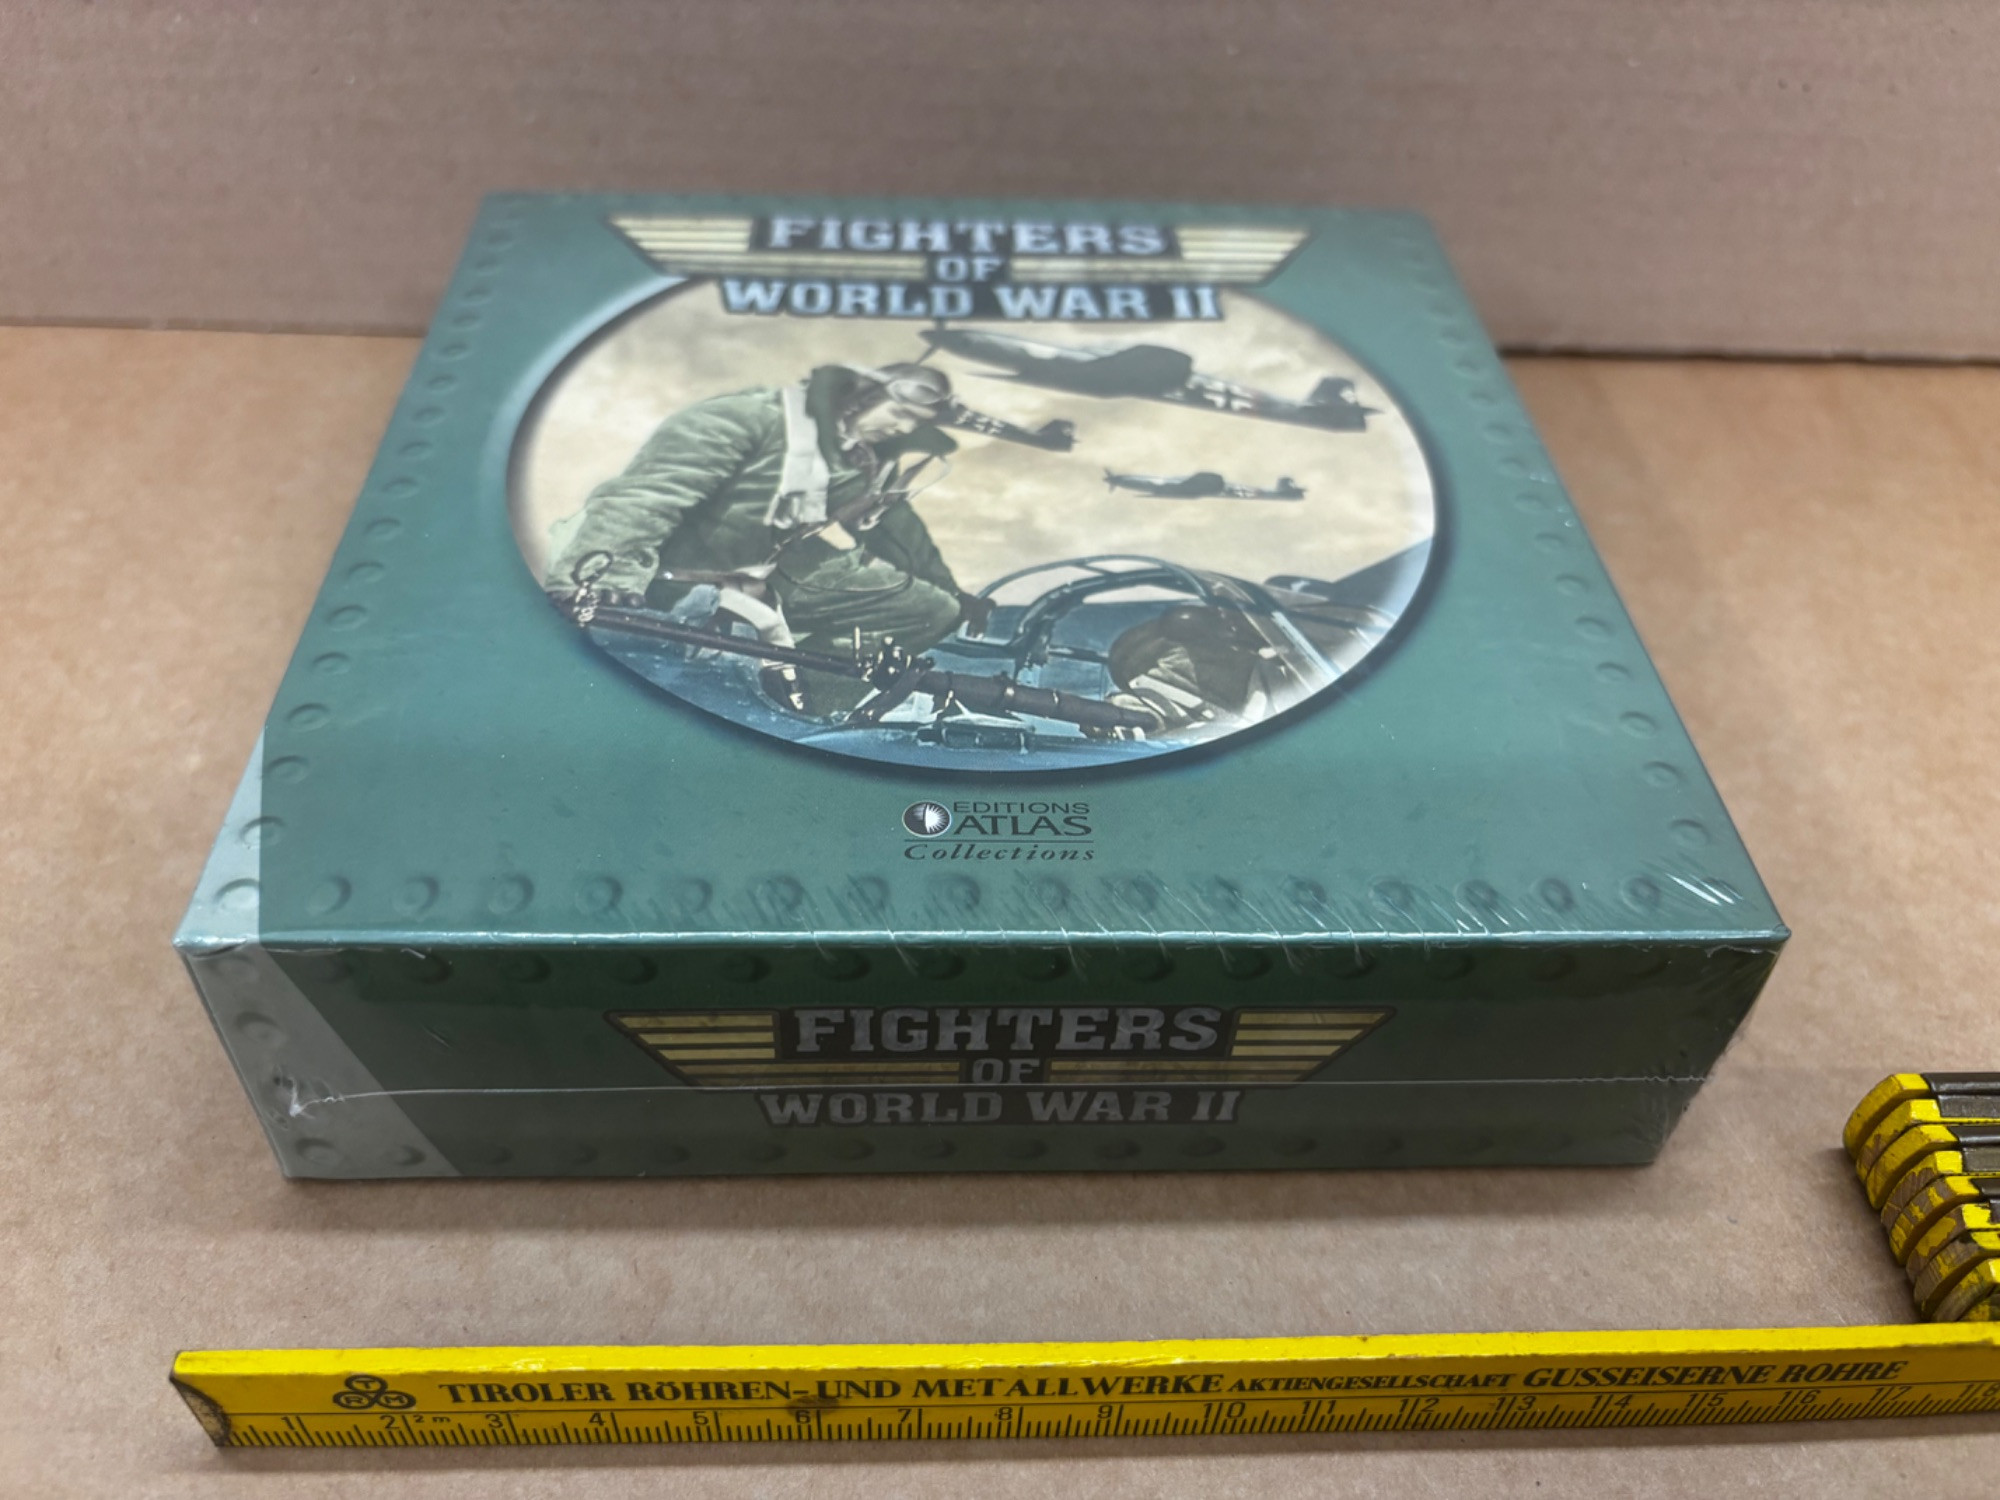 FIGHTERS
OF
WORLD WAR II
EDITIONS
ATLAS
Collections
FIGHTERS
OF
WORLD WAR II
TRM TIROLER RÖHREN-UND METALLWERKE AKTIENGESELLSCHAFT GUSSEISERNE ROHRE
1 2 2m 3 4 5 6 7 8 9 10 11 12 13 14 15 16 17 18